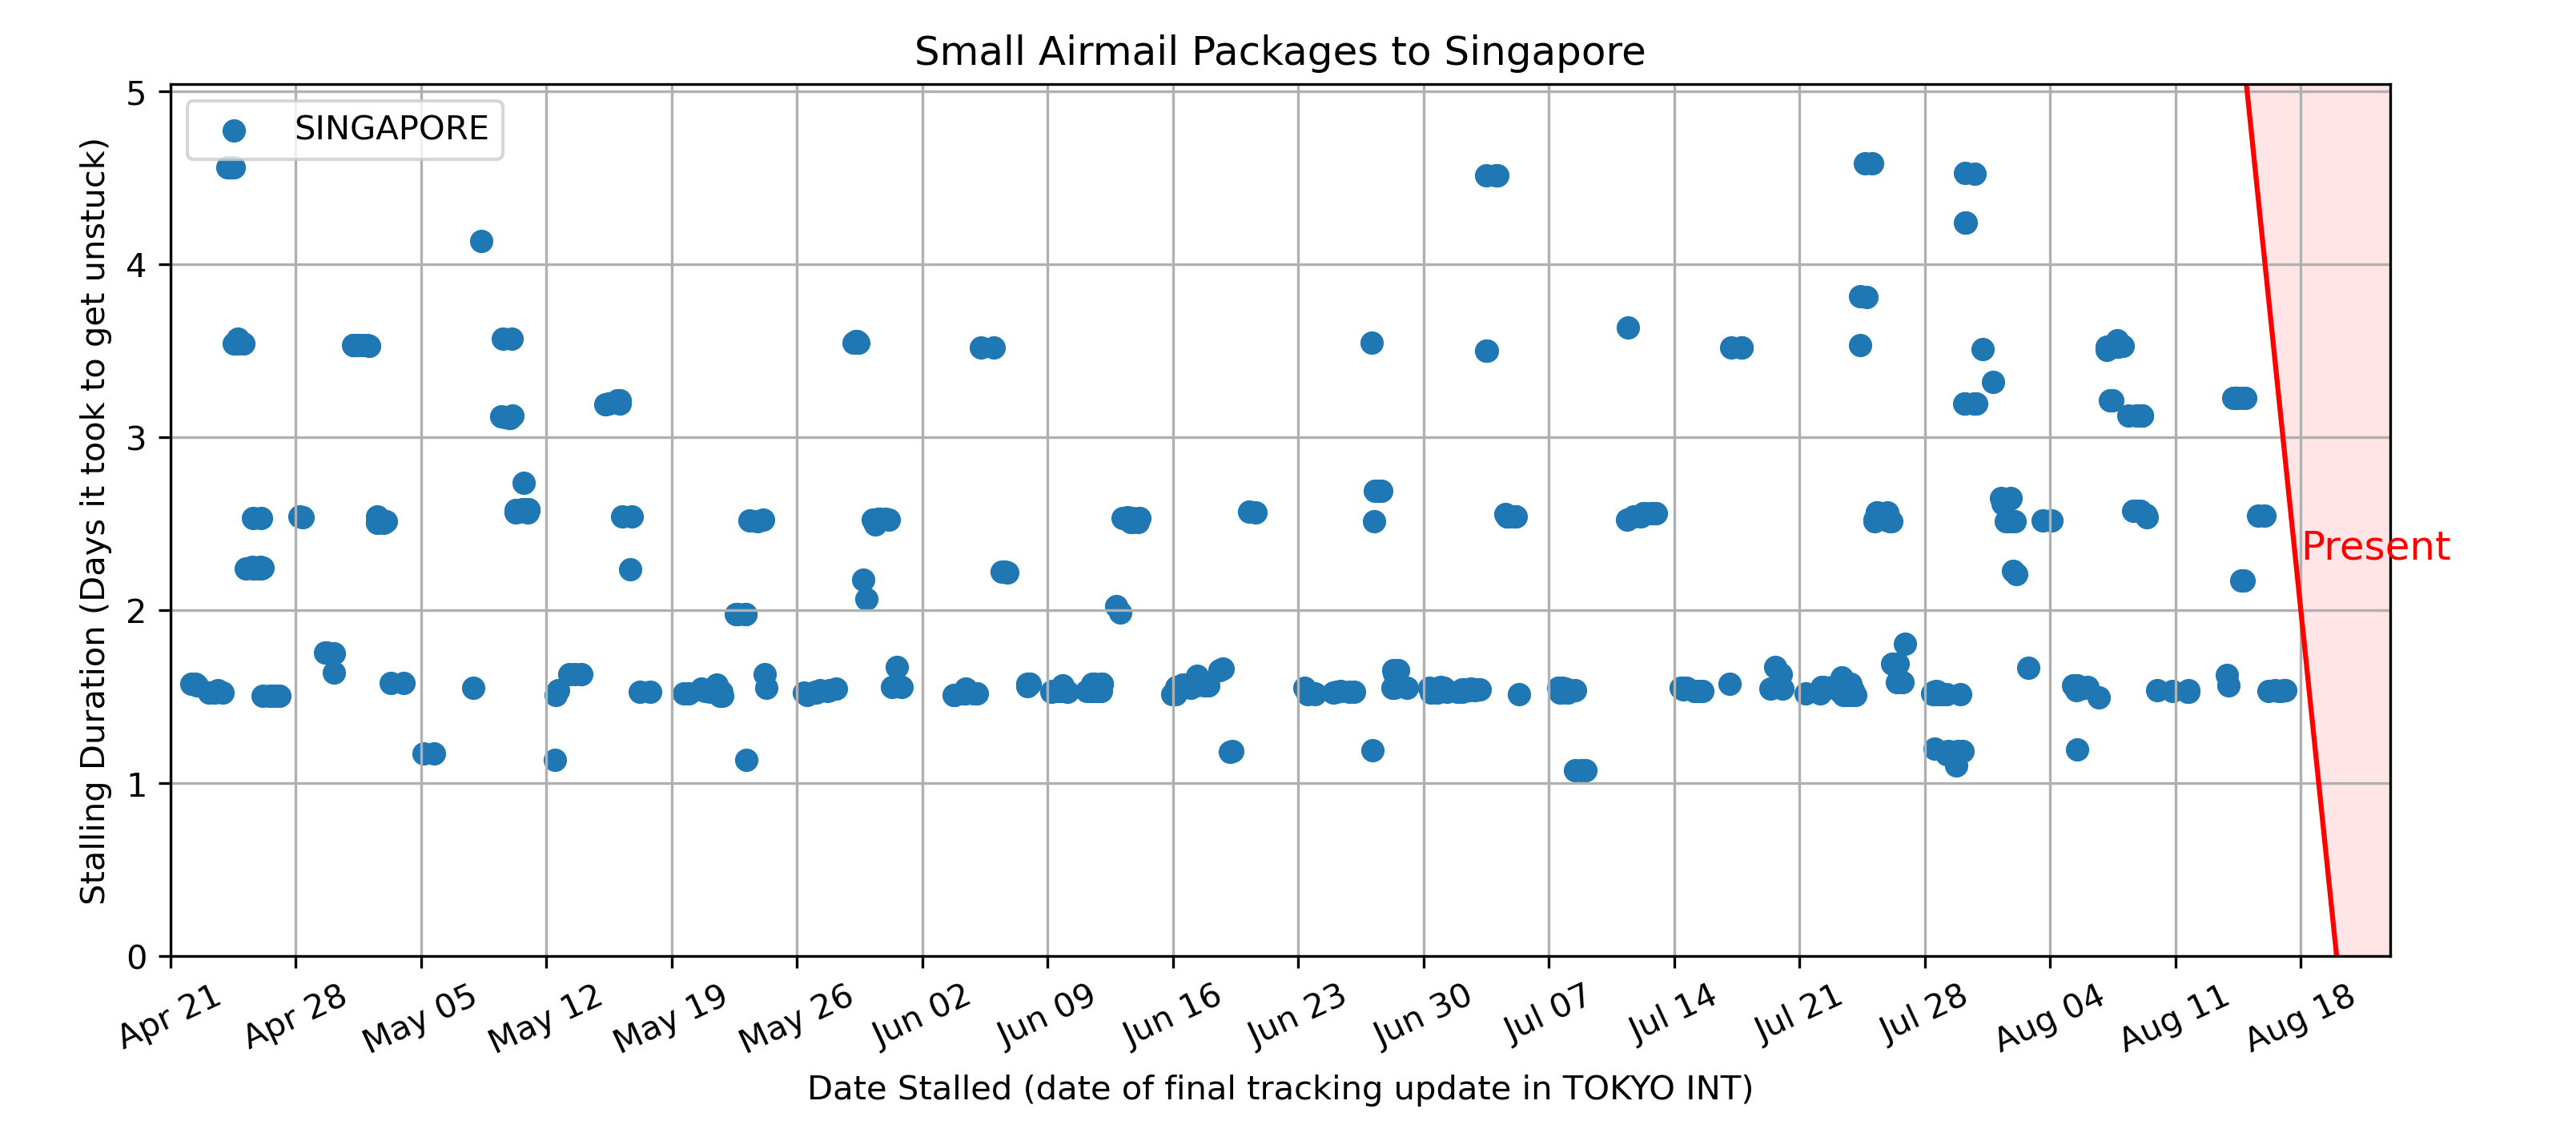 Small Airmail Packages to Singapore
SINGAPORE
Stalling Duration (Days it took to get unstuck)
5
4
3
2
1
0
Present
Apr 21
Apr 28
May 05
May 12
May 19
May 26
Jun 02
Jun 09
Jun 16
Jun 23
Jun 30
Jul 07
Jul 14
Jul 21
Jul 28
Aug 04
Aug 11
Aug 18
Date Stalled (date of final tracking update in TOKYO INT)